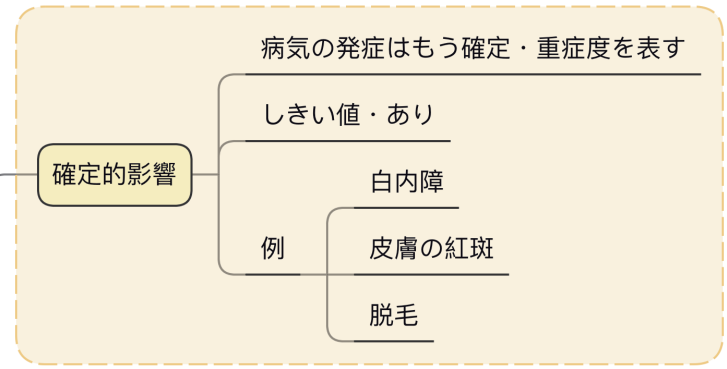 病気の発症はもう確定・重症度を表す
しきい値・あり
確定的影響
白内障
例
皮膚の紅斑
脱毛